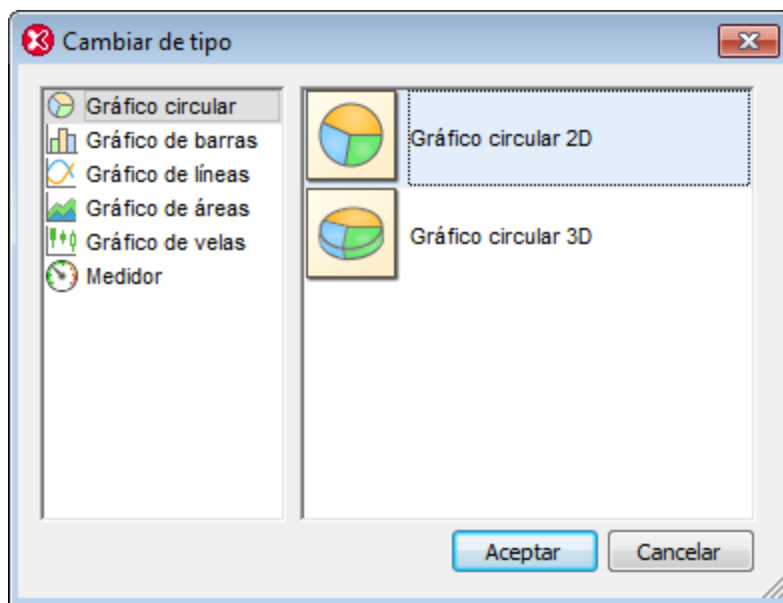 Cambiar de tipo
Gráfico circular
Gráfico de barras
Gráfico de líneas
Gráfico de áreas
Gráfico de velas
Medidor
Gráfico circular 2D
Gráfico circular 3D
Aceptar
Cancelar